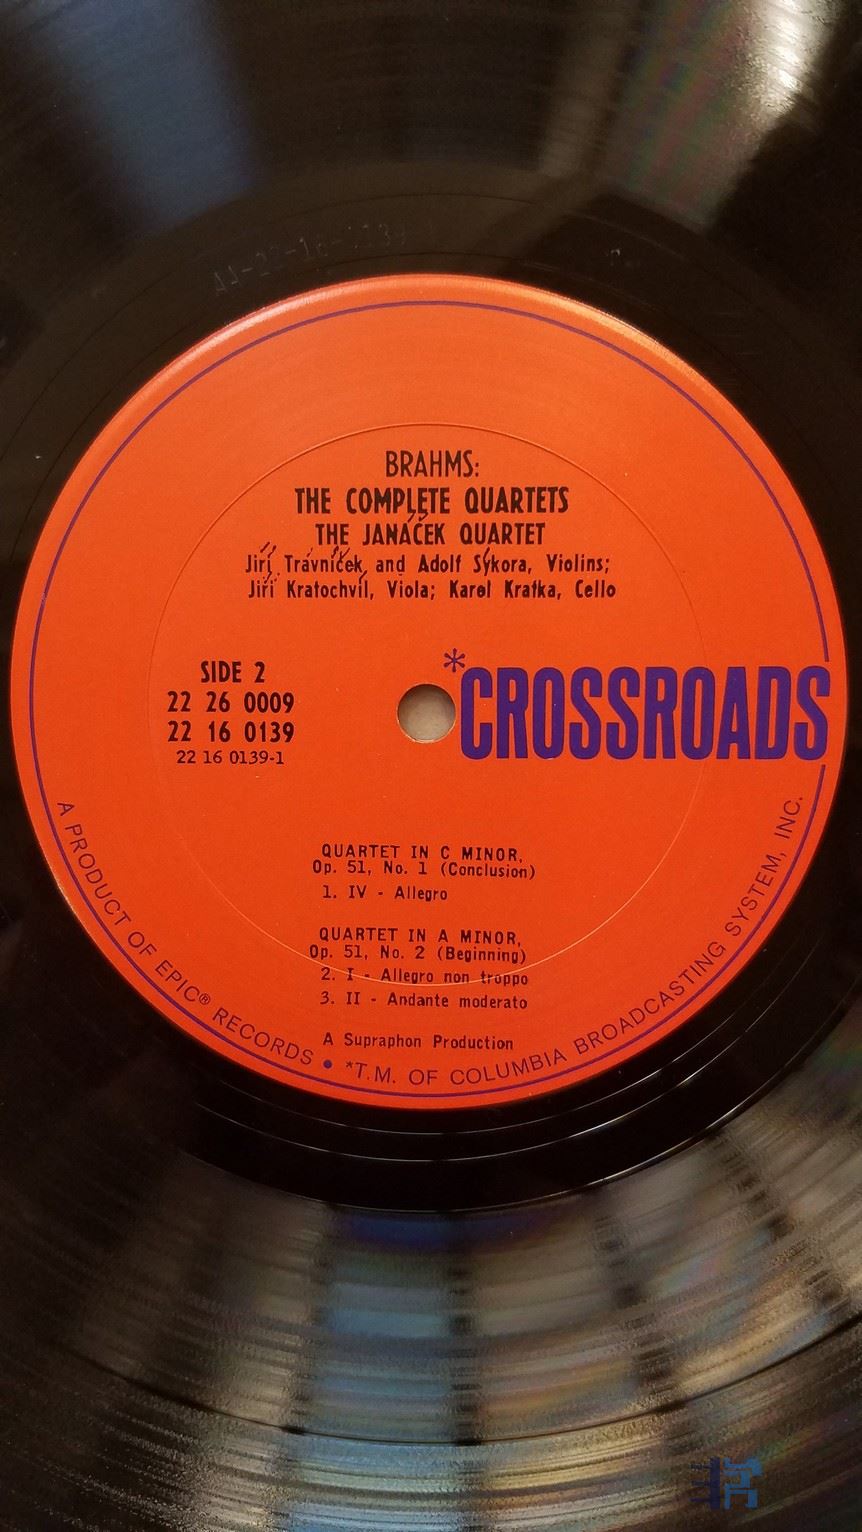 BRAHMS:
THE COMPLETE QUARTETS
THE JANÁČEK QUARTET
Jiří Trávníček and Adolf Sýkora, Violins;
Jiří Kratochvíl, Viola; Karel Krafka, Cello
SIDE 2
22 26 0009
22 16 0139
22 16 0139-1
*CROSSROADS
QUARTET IN C MINOR,
Op. 51, No. 1 (Conclusion)
1. IV - Allegro
QUARTET IN A MINOR,
Op. 51, No. 2 (Beginning)
2. I - Allegro non troppo
3. II - Andante moderato
A Supraphon Production
A PRODUCT OF EPIC® RECORDS ● *T.M. OF COLUMBIA BROADCASTING SYSTEM, INC.